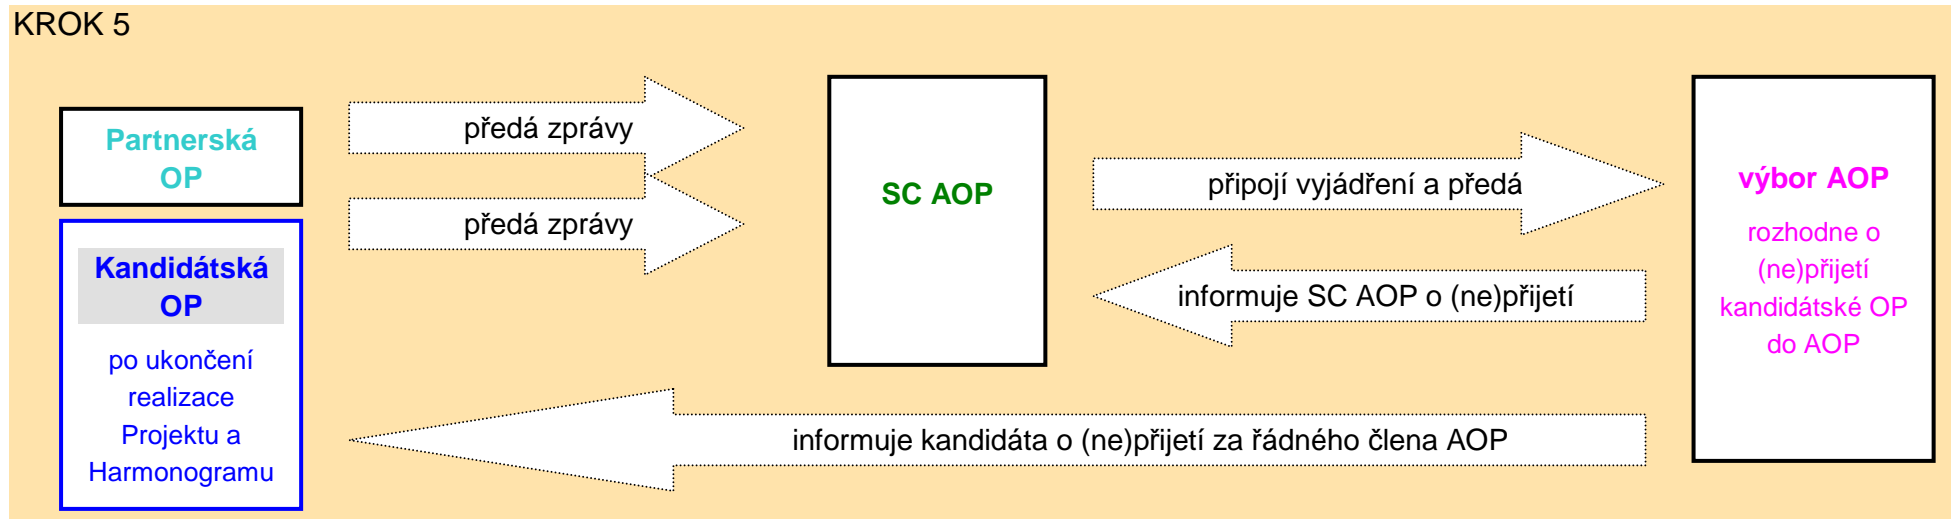 KROK 5
Partnerská
OP
Kandidátská
OP
po ukončení
realizace
Projektu a
Harmonogramu
předá zprávy
předá zprávy
SC AOP
připojí vyjádření a předá
informuje SC AOP o (ne)přijetí
informuje kandidáta o (ne)přijetí za řádného člena AOP
výbor AOP
rozhodne o
(ne)přijetí
kandidátské OP
do AOP